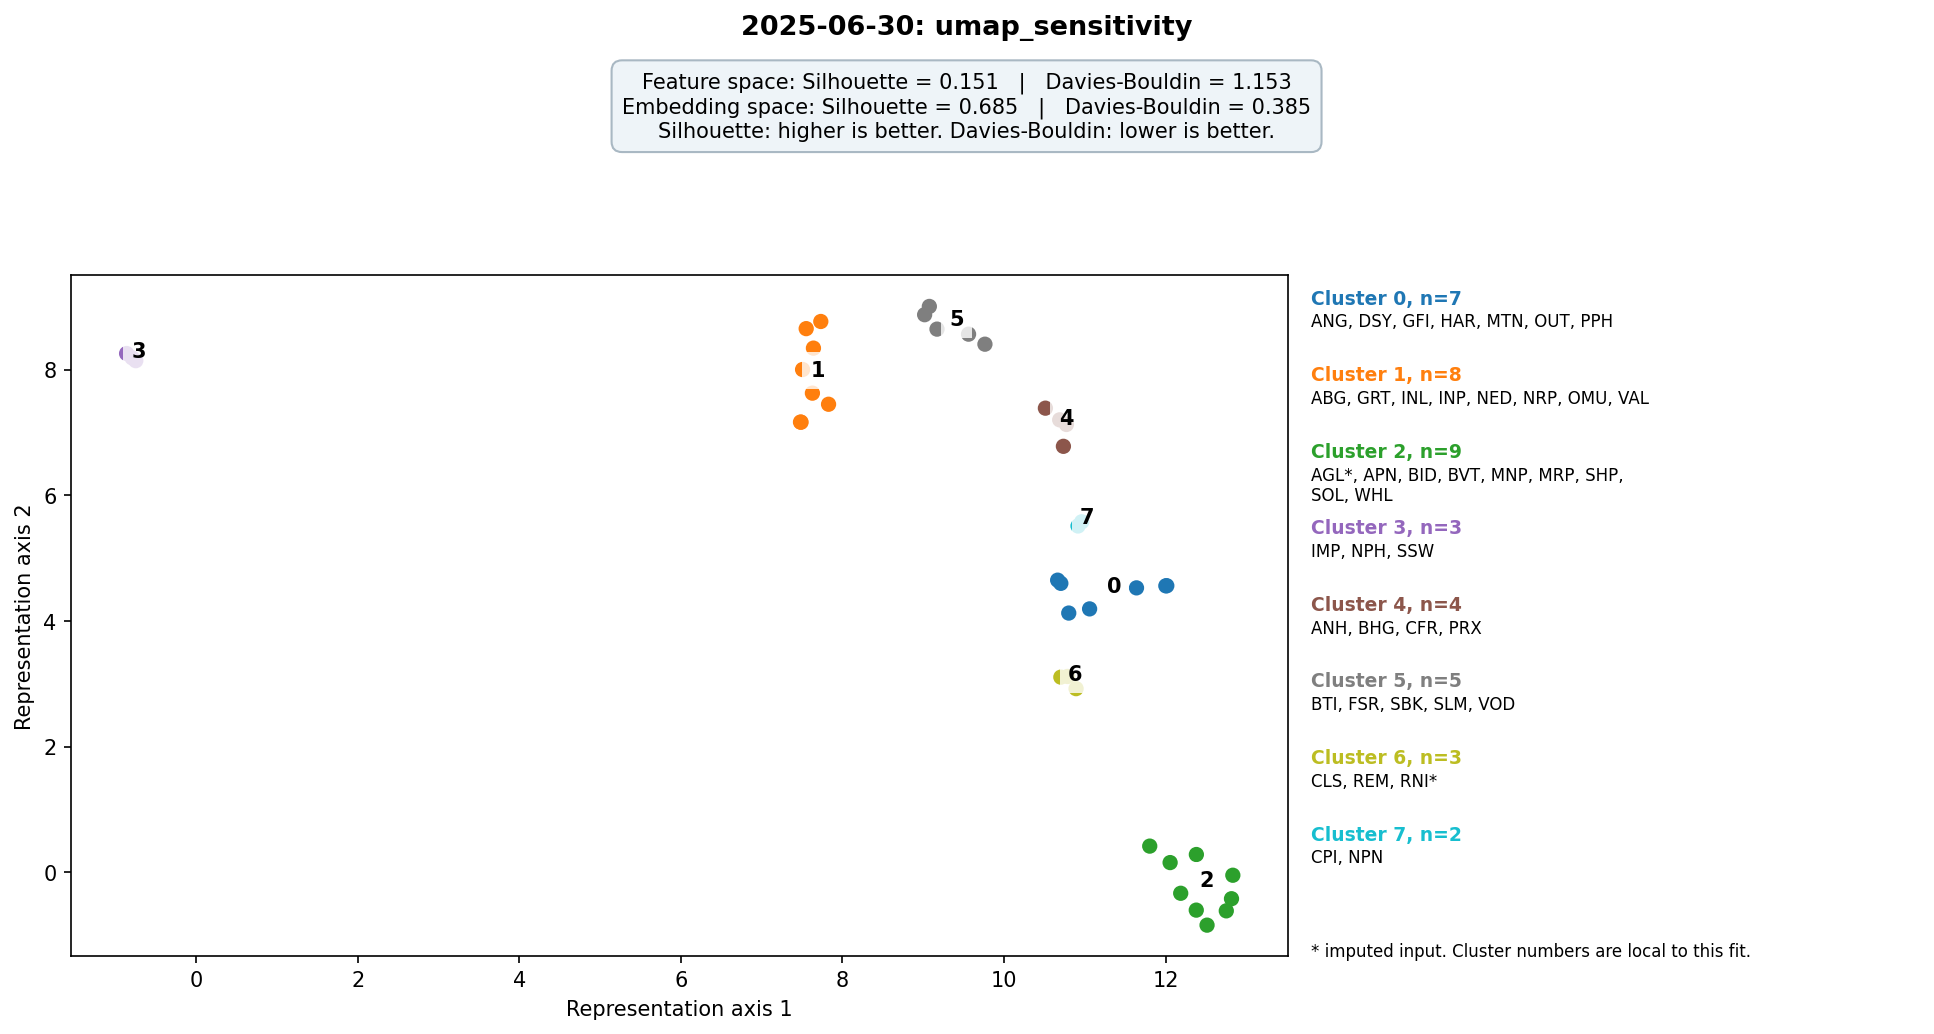 2025-06-30: umap_sensitivity
Feature space: Silhouette = 0.151 | Davies-Bouldin = 1.153
Embedding space: Silhouette = 0.685 | Davies-Bouldin = 0.385
Silhouette: higher is better. Davies-Bouldin: lower is better.
Representation axis 2
8
6
4
2
0
3
1
5
4
7
0
6
2
0
2
4
6
8
10
12
Representation axis 1
Cluster 0, n=7
ANG, DSY, GFI, HAR, MTN, OUT, PPH
Cluster 1, n=8
ABG, GRT, INL, INP, NED, NRP, OMU, VAL
Cluster 2, n=9
AGL*, APN, BID, BVT, MNP, MRP, SHP,
SOL, WHL
Cluster 3, n=3
IMP, NPH, SSW
Cluster 4, n=4
ANH, BHG, CFR, PRX
Cluster 5, n=5
BTI, FSR, SBK, SLM, VOD
Cluster 6, n=3
CLS, REM, RNI*
Cluster 7, n=2
CPI, NPN
* imputed input. Cluster numbers are local to this fit.